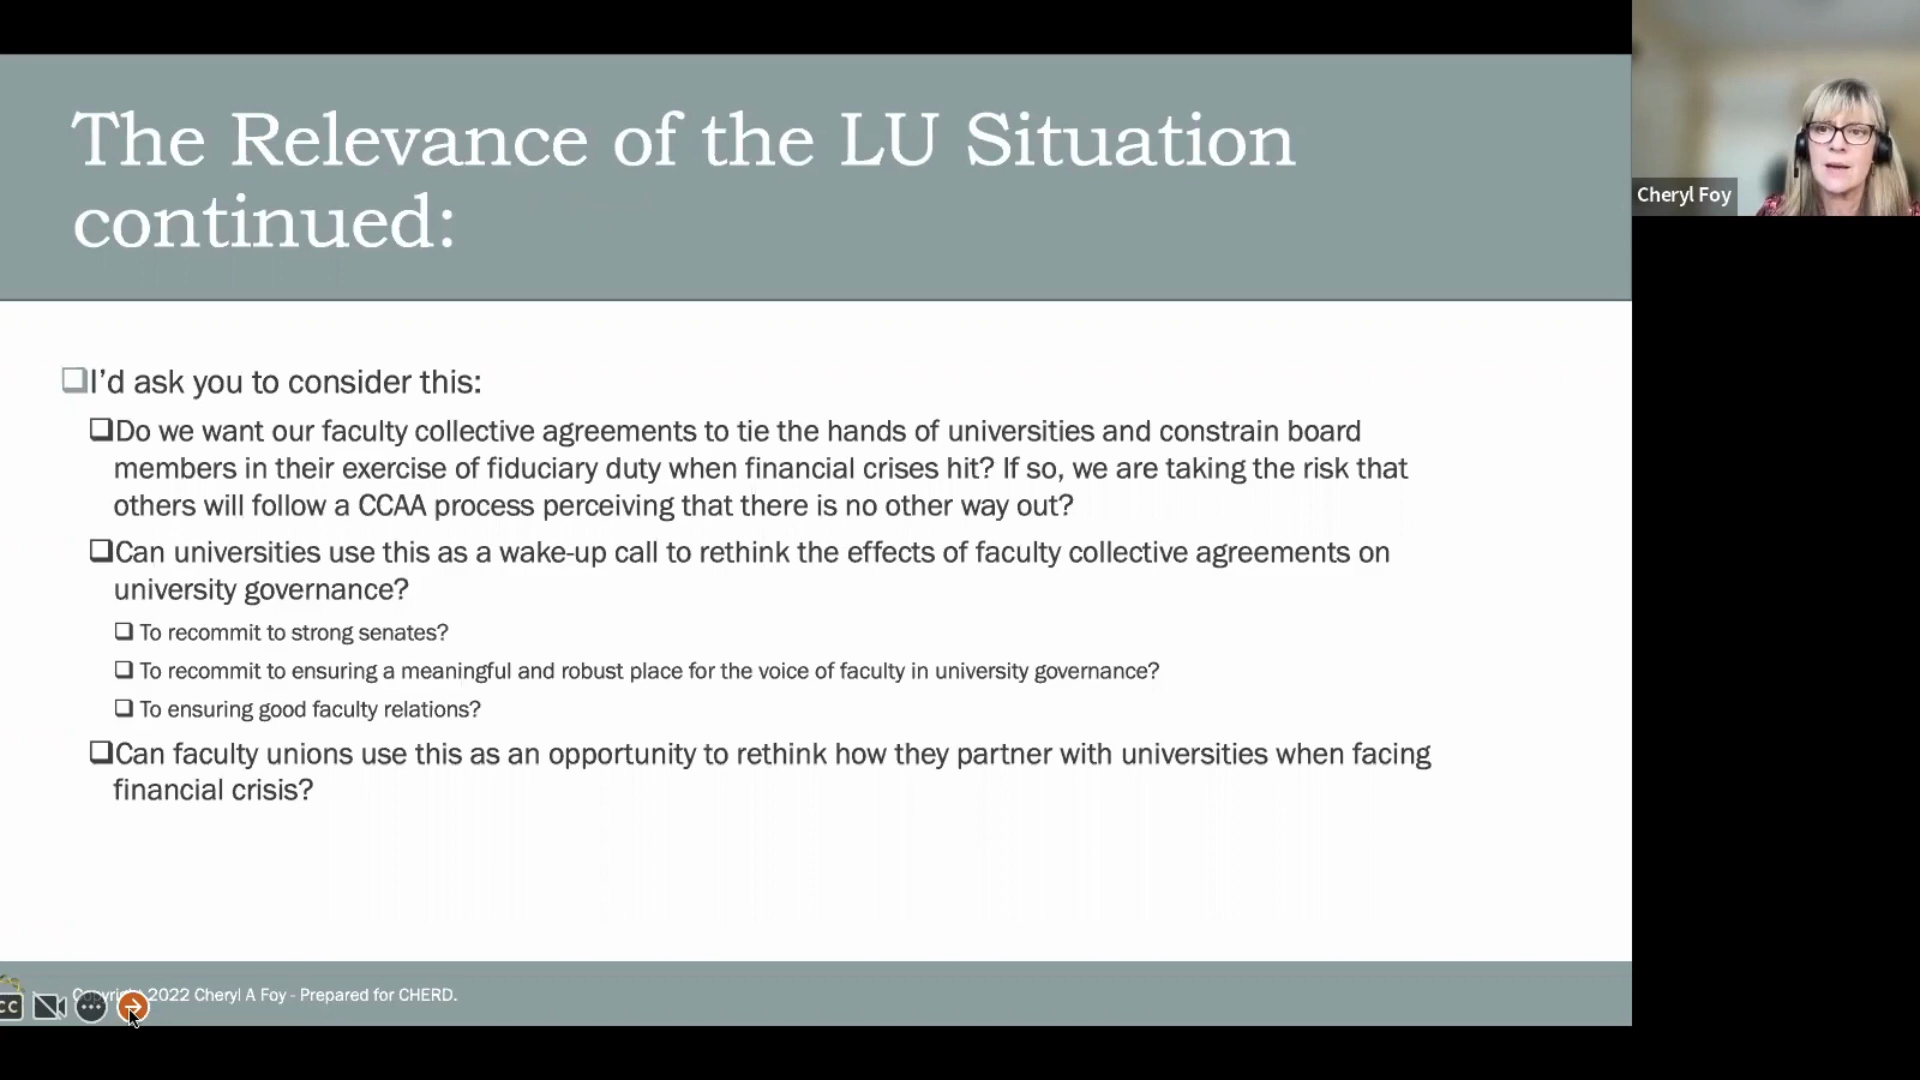 The Relevance of the LU Situation
continued:
Cheryl Foy
I'd ask you to consider this:
Do we want our faculty collective agreements to tie the hands of universities and constrain board
members in their exercise of fiduciary duty when financial crises hit? If so, we are taking the risk that
others will follow a CCAA process perceiving that there is no other way out?
Can universities use this as a wake-up call to rethink the effects of faculty collective agreements on
university governance?
To recommit to strong senates?
To recommit to ensuring a meaningful and robust place for the voice of faculty in university governance?
To ensuring good faculty relations?
Can faculty unions use this as an opportunity to rethink how they partner with universities when facing
financial crisis?
Copyright 2022 Cheryl A Foy - Prepared for CHERD.
CC